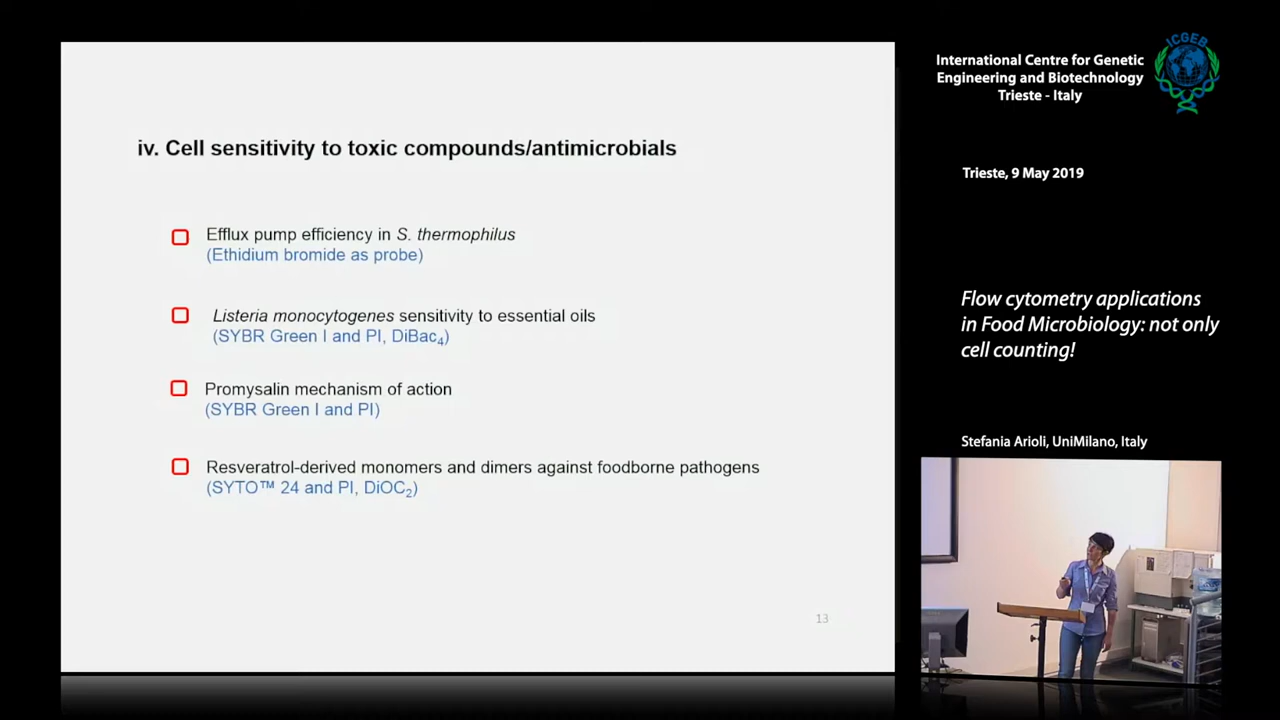 iv. Cell sensitivity to toxic compounds/antimicrobials
Efflux pump efficiency in S. thermophilus
(Ethidium bromide as probe)
Listeria monocytogenes sensitivity to essential oils
(SYBR Green I and PI, DiBac₄)
Promysalin mechanism of action
(SYBR Green I and PI)
Resveratrol-derived monomers and dimers against foodborne pathogens
(SYTO™ 24 and PI, DiOC₂)
13
ICGEB
International Centre for Genetic
Engineering and Biotechnology
Trieste - Italy
Trieste, 9 May 2019
Flow cytometry applications
in Food Microbiology: not only
cell counting!
Stefania Arioli, UniMilano, Italy